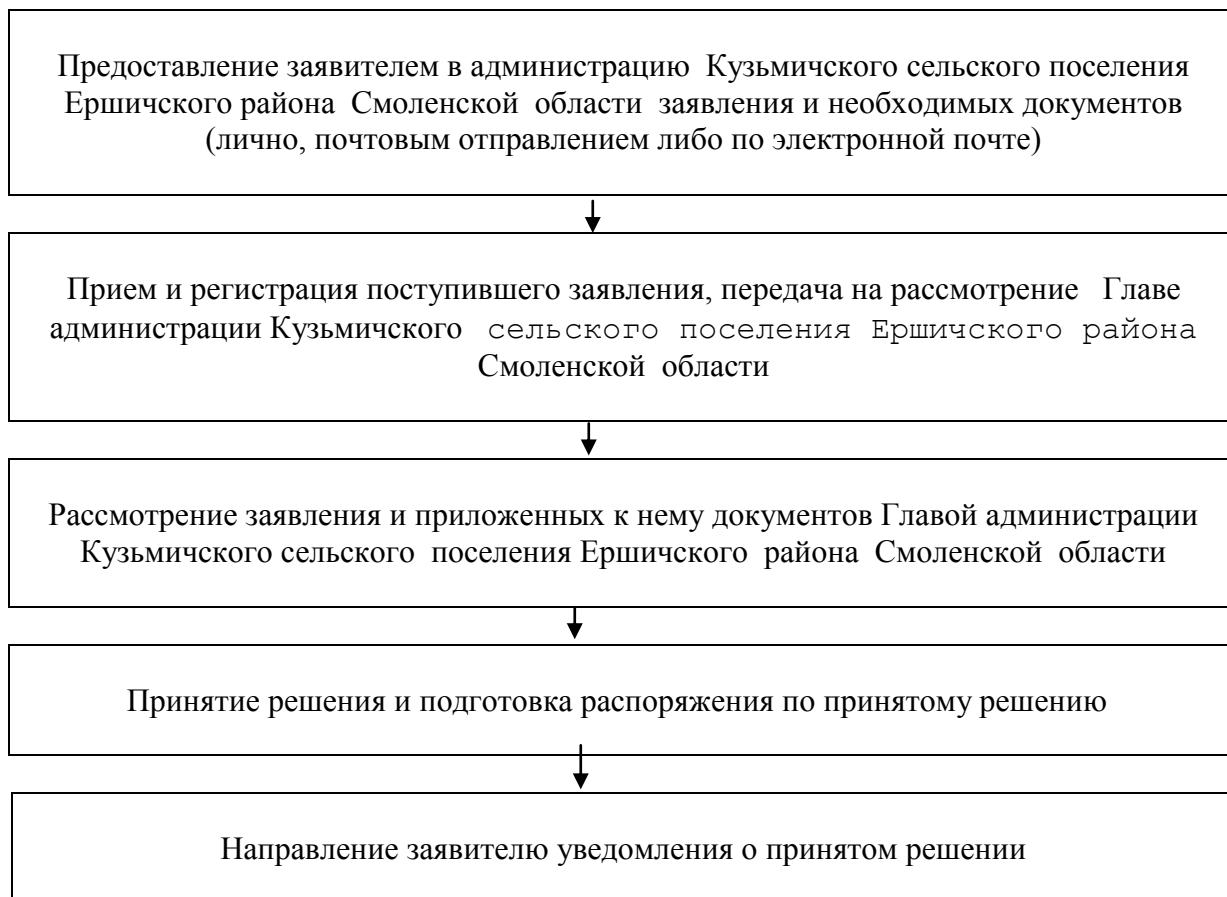 Предоставление заявителем в администрацию Кузьмичского сельского поселения
Ершичского района Смоленской области заявления и необходимых документов
(лично, почтовым отправлением либо по электронной почте)
Прием и регистрация поступившего заявления, передача на рассмотрение Главе
администрации Кузьмичского сельского поселения Ершичского района
Смоленской области
Рассмотрение заявления и приложенных к нему документов Главой администрации
Кузьмичского сельского поселения Ершичского района Смоленской области
Принятие решения и подготовка распоряжения по принятому решению
Направление заявителю уведомления о принятом решении